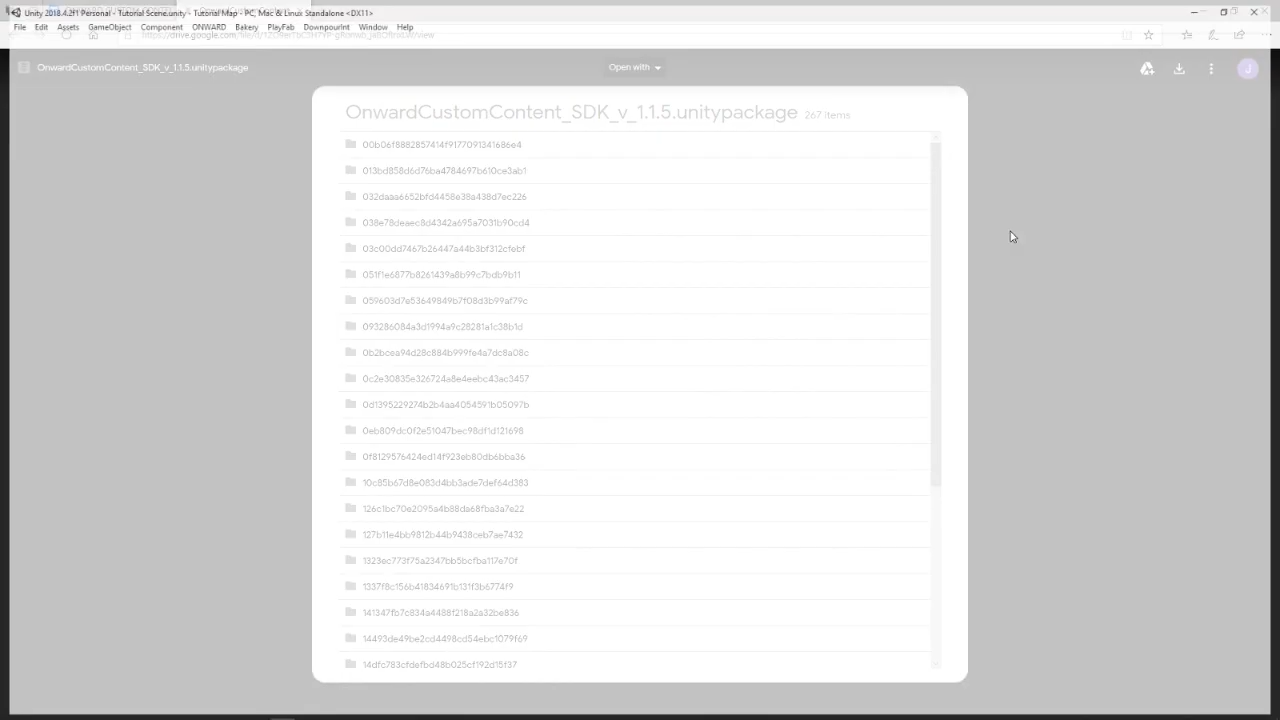 Unity 2018.4.2f1 Personal - Tutorial Scene.unity - Tutorial Map - PC, Mac & Linux Standalone <DX11>
File Edit Assets GameObject Component ONWARD Bakery PlayFab DownpourInt Window Help
OnwardCustomContent_SDK_v_1.1.5.unitypackage
Open with
J
OnwardCustomContent_SDK_v_1.1.5.unitypackage 267 items
00b06f8882857414f9177091341686e4
013bd858d6d76ba4784697b610ce3ab1
032daaa6652bfd4458e38a438d7ec226
038e78deaec8d4342a695a7031b90cd4
03c00dd7467b26447a44b3bf312cfebf
051f1e6877b8261439a8b99c7bdb9b11
059603d7e53649849b7f08d3b99af79c
093286084a3d1994a9c28281a1c38b1d
0b2bcea94d28c884b999fe4a7dc8a08c
0c2e30835e326724a8e4eebc43ac3457
0d1395229274b2b4aa4054591b05097b
0eb809dc0f2e51047bec98df1d121698
0f8129576424ed14f923eb80db6bba36
10c85b67d8e083d4bb3ade7def64d383
126c1bc70e2095a4b88da68fba3a7e22
127b11e4bb9812b44b9438ceb7ae7432
1323ec773f75a2347bb5bcfba117e70f
1337f8c156b41834691b131f3b6774f9
141347fb7c834a4488f218a2a32be836
14493de49be2cd4498cd54ebc1079f69
14dfc783cfdefbd48b025cf192d15f37